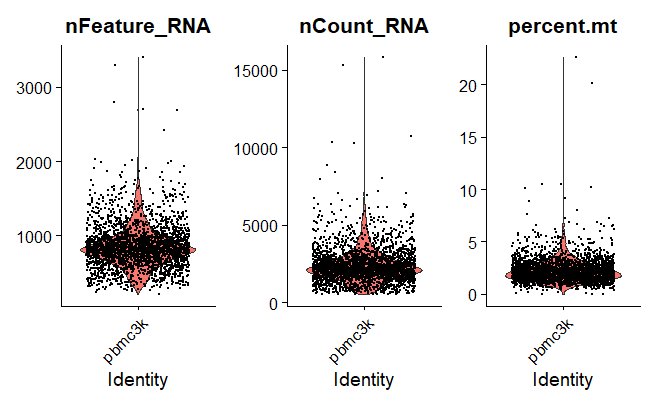 nFeature_RNA
3000
2000
1000
pbmc3k
Identity
nCount_RNA
15000
10000
5000
0
pbmc3k
Identity
percent.mt
20
15
10
5
0
pbmc3k
Identity